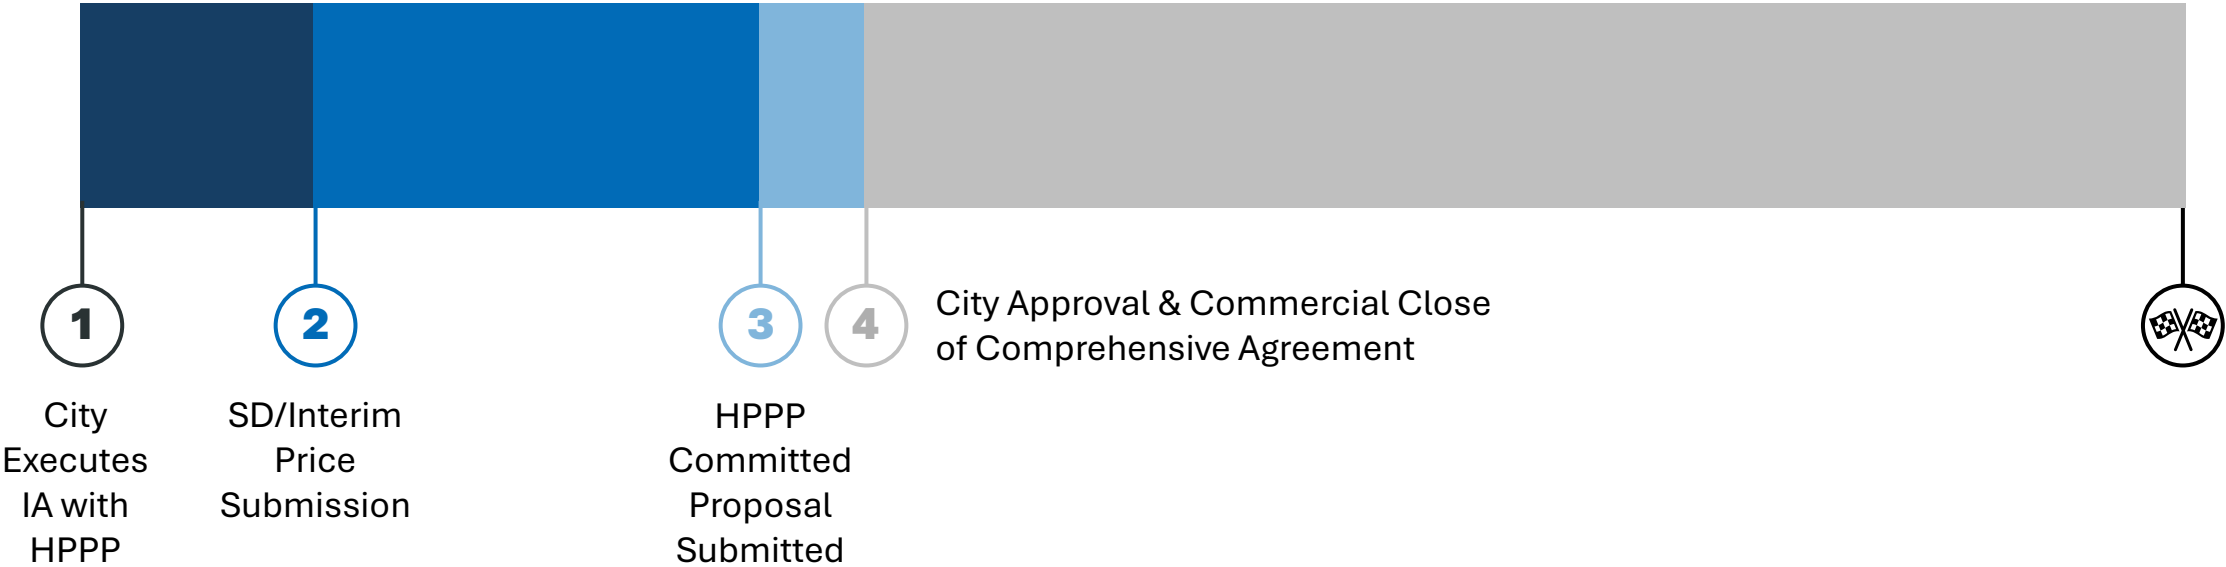 1
2
3
4
City Approval & Commercial Close
of Comprehensive Agreement
City
Executes
IA with
HPPP
SD/Interim
Price
Submission
HPPP
Committed
Proposal
Submitted